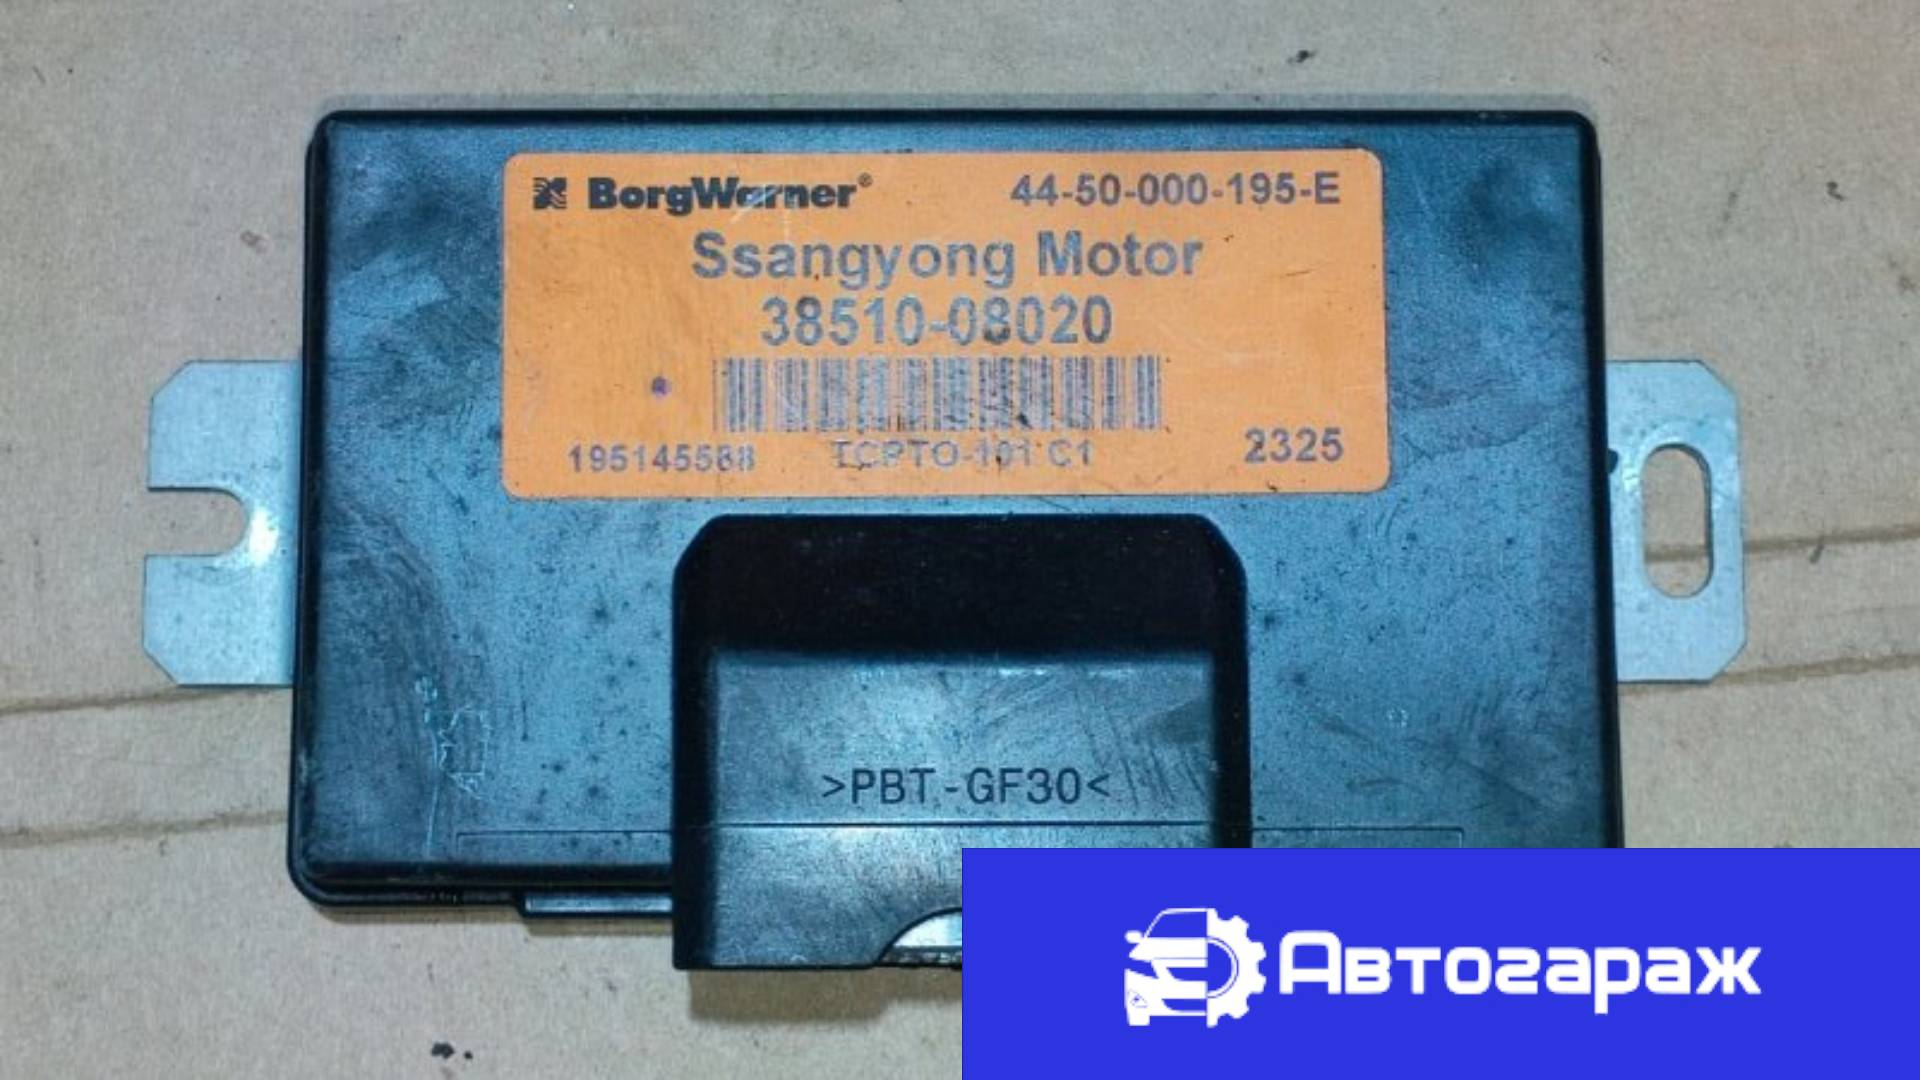 BorgWarner® 44-50-000-195-E
Ssangyong Motor
38510-08020
195145588 TCPTO-101 C1 2325
>PBT-GF30<
Автогараж